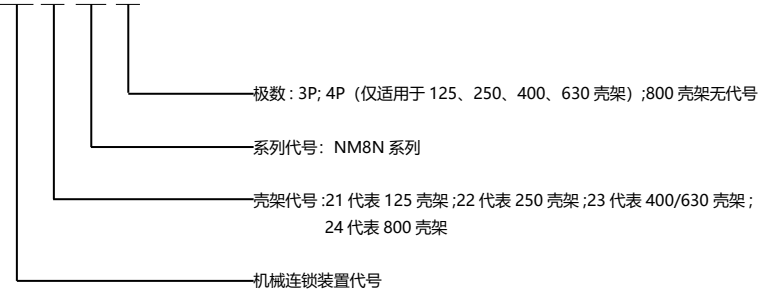 极数 : 3P; 4P（仅适用于 125、250、400、630 壳架）;800 壳架无代号
系列代号：NM8N 系列
壳架代号 :21 代表 125 壳架 ;22 代表 250 壳架 ;23 代表 400/630 壳架 ;
24 代表 800 壳架
机械连锁装置代号